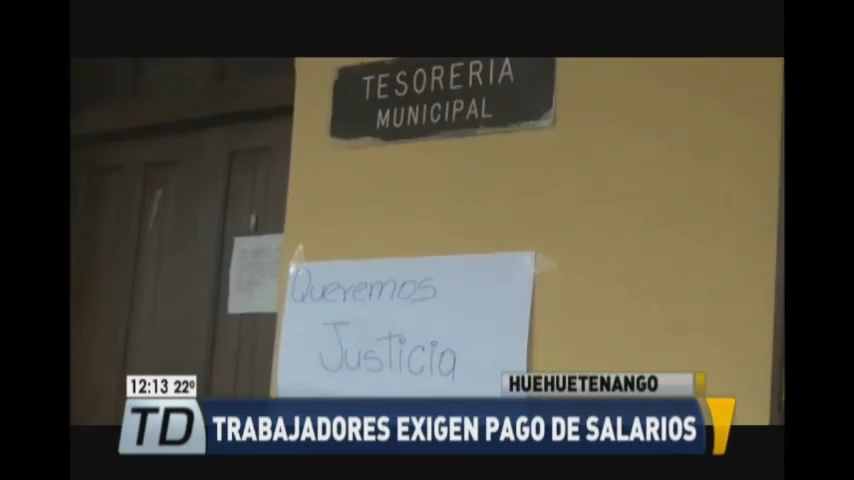 TESORERIA
MUNICIPAL
Queremos
Justicia
HUEHUETENANGO
12:13 22º
TD
TRABAJADORES EXIGEN PAGO DE SALARIOS